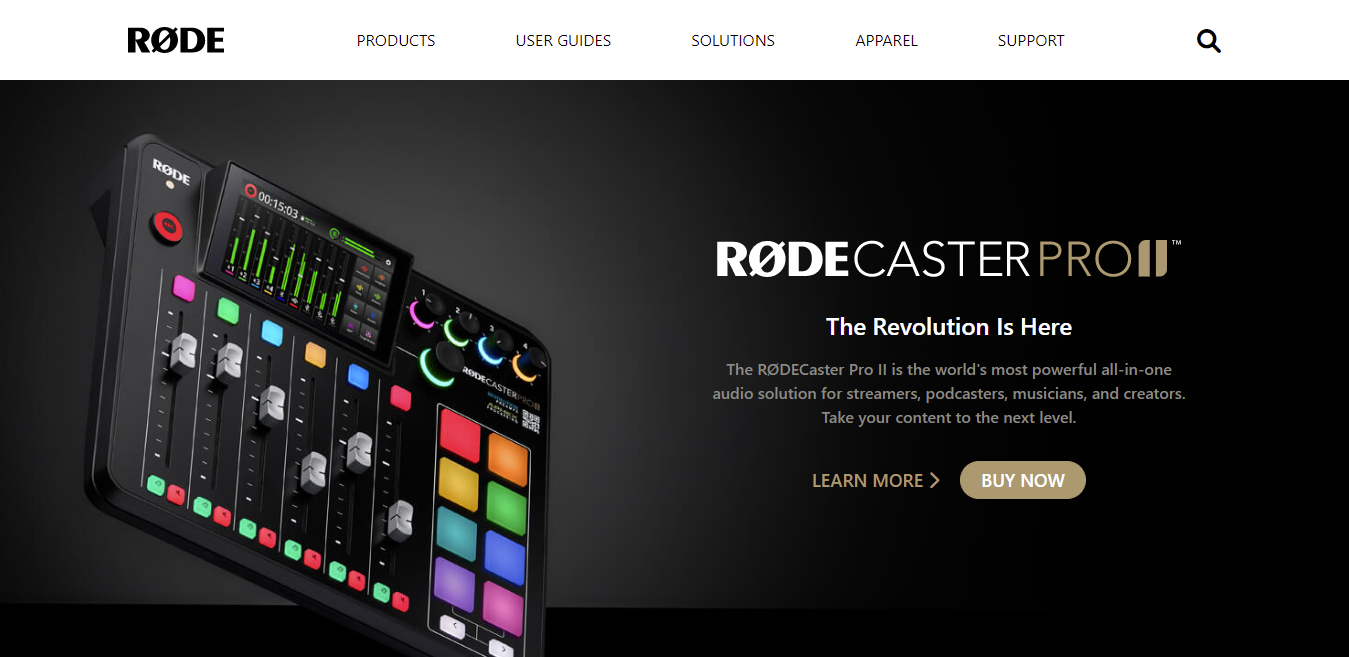 RØDE
PRODUCTS
USER GUIDES
SOLUTIONS
APPAREL
SUPPORT
RØDE
00:15:03
1
2
3
4
RØDECASTERPROII
RØDECASTERPROII™
The Revolution Is Here
The RØDECaster Pro II is the world's most powerful all-in-one
audio solution for streamers, podcasters, musicians, and creators.
Take your content to the next level.
LEARN MORE
BUY NOW